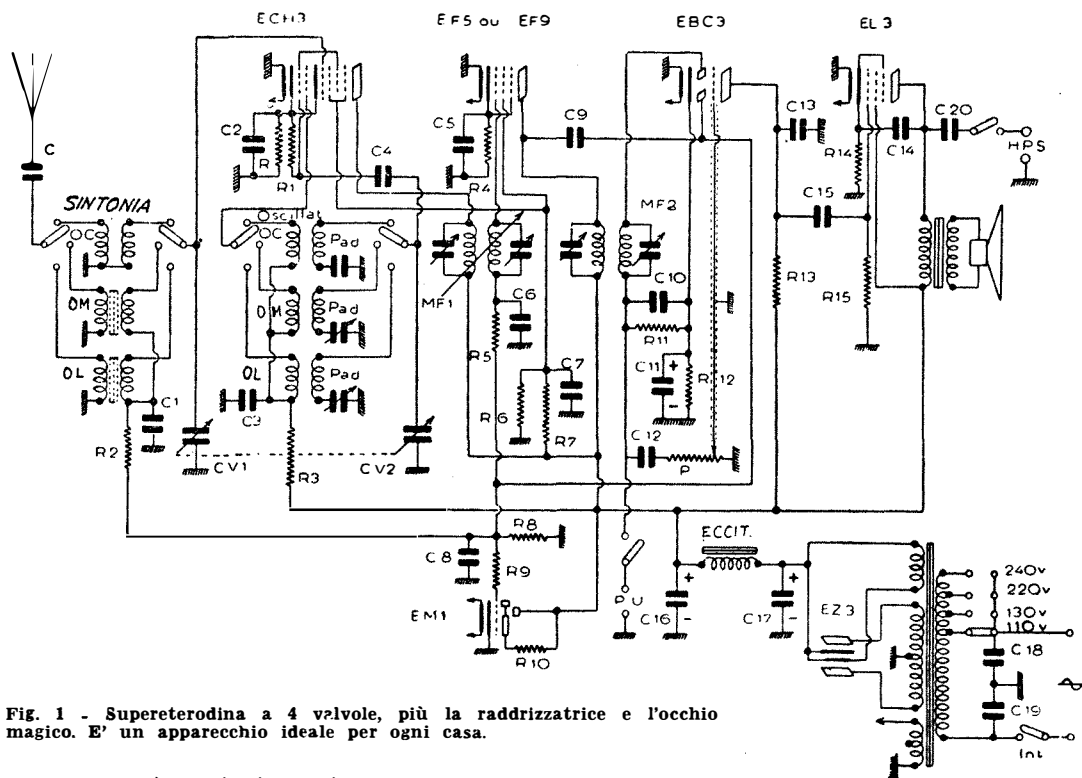 ECH3
EF5 ou EF9
EBC3
EL3
C
SINTONIA
OC
OM
OL
C1
R2
CV1
C2
R
R1
C4
Oscillat
OC
OM
OL
Pad
Pad
Pad
C3
R3
CV2
C5
R4
C9
MF1
MF2
C6
R5
R6
C7
R7
C10
R11
C11
+
-
R12
C12
P
C13
C15
R13
R14
C14
C20
HPS
R15
R8
C8
R9
EM1
R10
PU
ECCIT.
+
+
C16
-
C17
-
EZ3
240v
220v
130v
110v
C18
C19
Int
Fig. 1 - Supereterodina a 4 valvole, più la raddrizzatrice e l'occhio
magico. E' un apparecchio ideale per ogni casa.